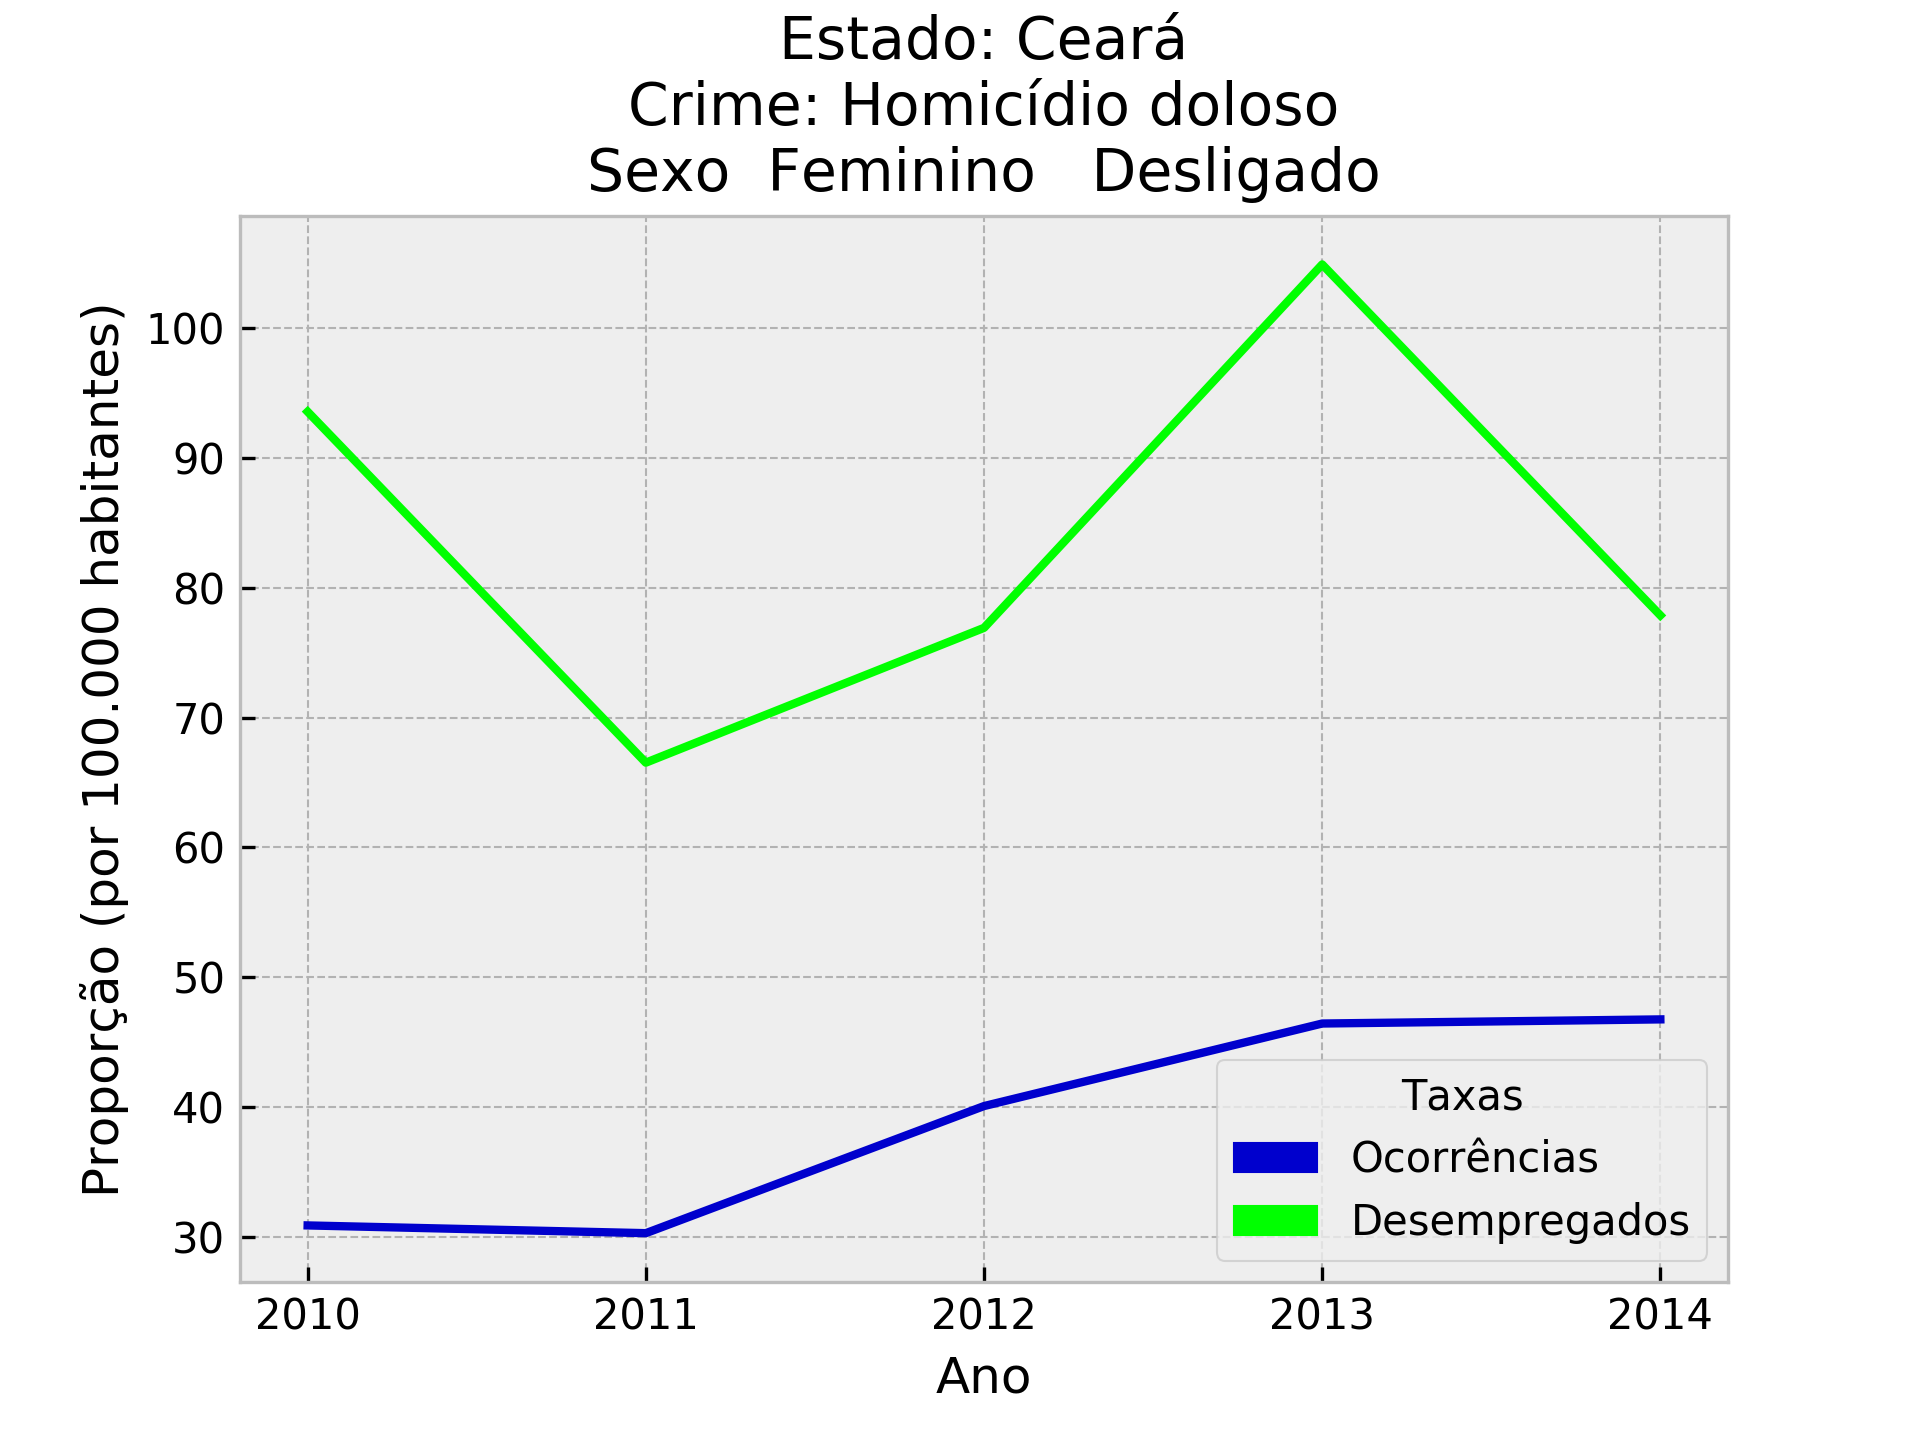 Estado: Ceará
Crime: Homicídio doloso
Sexo  Feminino   Desligado
Proporção (por 100.000 habitantes)
100
90
80
70
60
50
40
30
Taxas
Ocorrências
Desempregados
2010 2011 2012 2013 2014
Ano